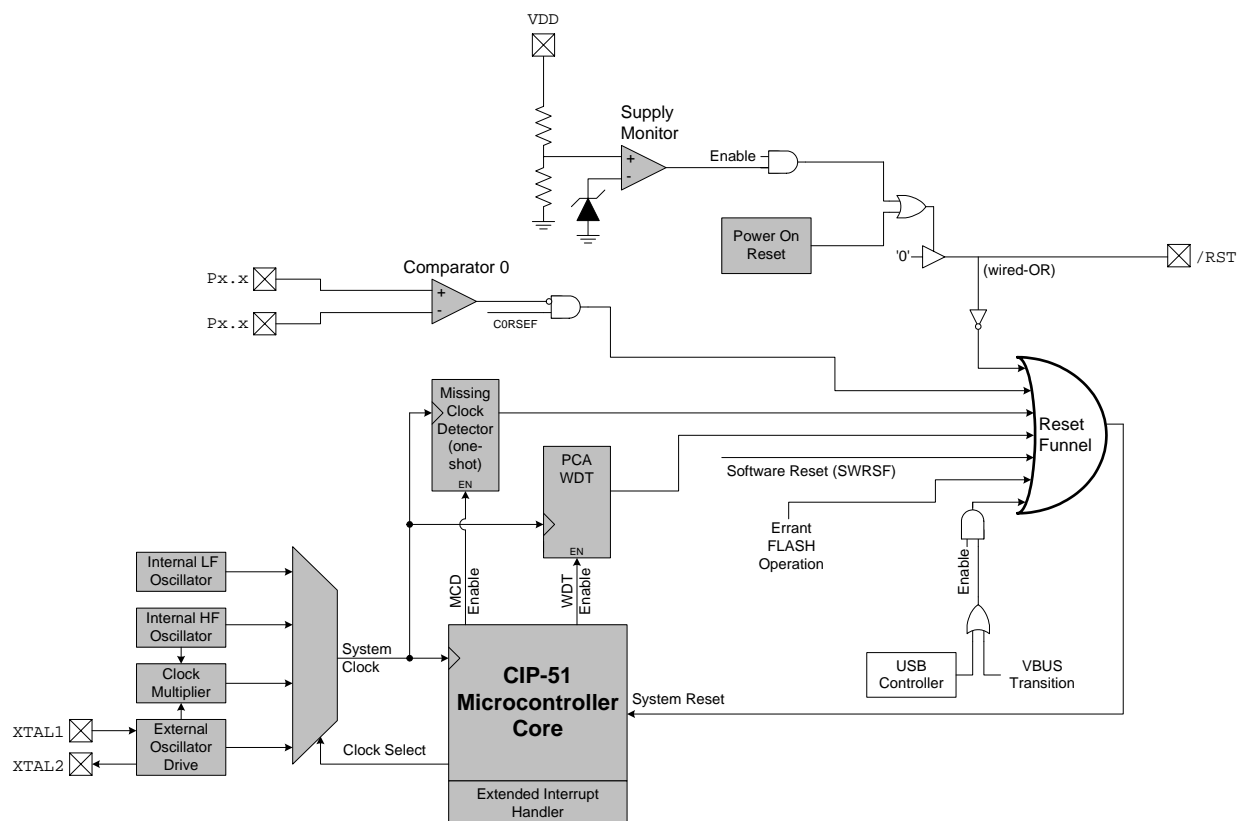 VDD
Supply
Monitor
+
-
Enable
Power On
Reset
'0'
(wired-OR)
/RST
Comparator 0
Px.x
+
Px.x
-
C0RSEF
Missing
Clock
Detector
(one-
shot)
EN
PCA
WDT
EN
Reset
Funnel
Software Reset (SWRSF)
Errant
FLASH
Operation
Enable
Internal LF
Oscillator
Internal HF
Oscillator
Clock
Multiplier
External
Oscillator
Drive
XTAL1
XTAL2
System
Clock
MCD
Enable
WDT
Enable
CIP-51
Microcontroller
Core
Clock Select
Extended Interrupt
Handler
System Reset
USB
Controller
VBUS
Transition